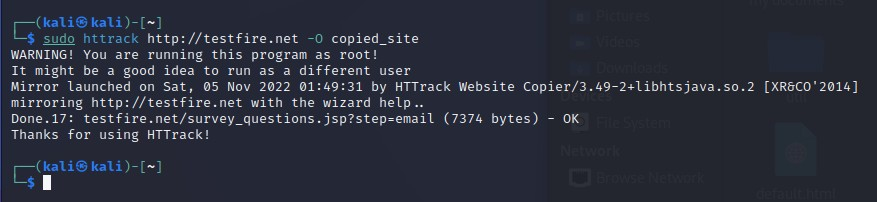 ┌──(kali㉿kali)-[~]
└─$ sudo httrack http://testfire.net -O copied_site
WARNING! You are running this program as root!
It might be a good idea to run as a different user
Mirror launched on Sat, 05 Nov 2022 01:49:31 by HTTrack Website Copier/3.49-2+libhtsjava.so.2 [XR&CO'2014]
mirroring http://testfire.net with the wizard help..
Done.17: testfire.net/survey_questions.jsp?step=email (7374 bytes) - OK
Thanks for using HTTrack!
┌──(kali㉿kali)-[~]
└─$
Pictures
Videos
Downloads
Devices
File System
Network
Browse Network
default.html